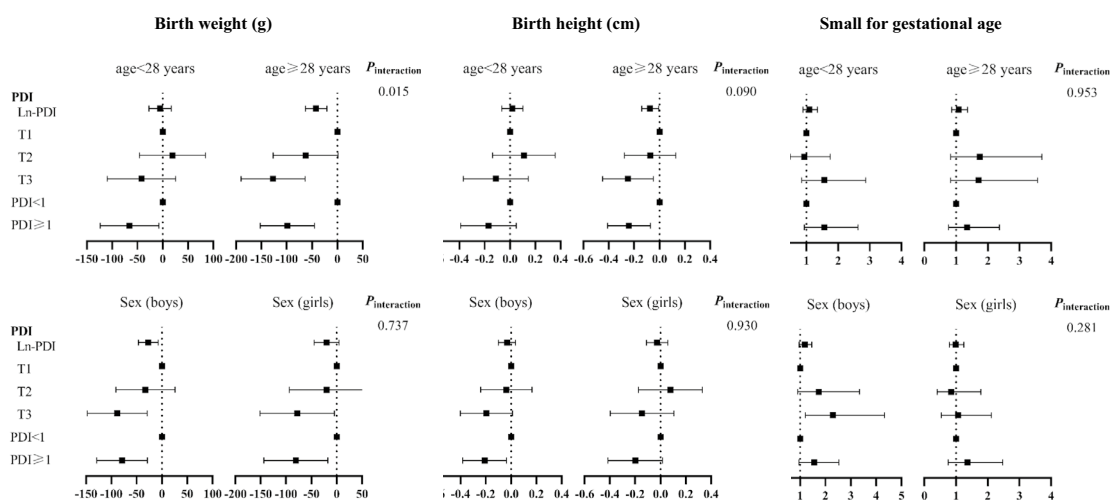 Birth weight (g) Birth height (cm) Small for gestational age
age<28 years age≥28 years Pinteraction age<28 years age≥28 years Pinteraction age<28 years age≥28 years Pinteraction
0.015 0.090 0.953
PDI
Ln-PDI
T1
T2
T3
PDI<1
PDI≥1
-150 -100 -50 0 50 100 -200 -150 -100 -50 0 50 -0.4 -0.2 0.0 0.2 0.4 -0.6 -0.4 -0.2 0.0 0.2 0.4 1 2 3 4 0 1 2 3 4
Sex (boys) Sex (girls) Pinteraction Sex (boys) Sex (girls) Pinteraction Sex (boys) Sex (girls) Pinteraction
0.737 0.930 0.281
PDI
Ln-PDI
T1
T2
T3
PDI<1
PDI≥1
-150 -100 -50 0 50 100 -200 -150 -100 -50 0 50 -0.6 -0.4 -0.2 0.0 0.2 0.4 -0.6 -0.4 -0.2 0.0 0.2 0.4 1 2 3 4 5 0 1 2 3 4